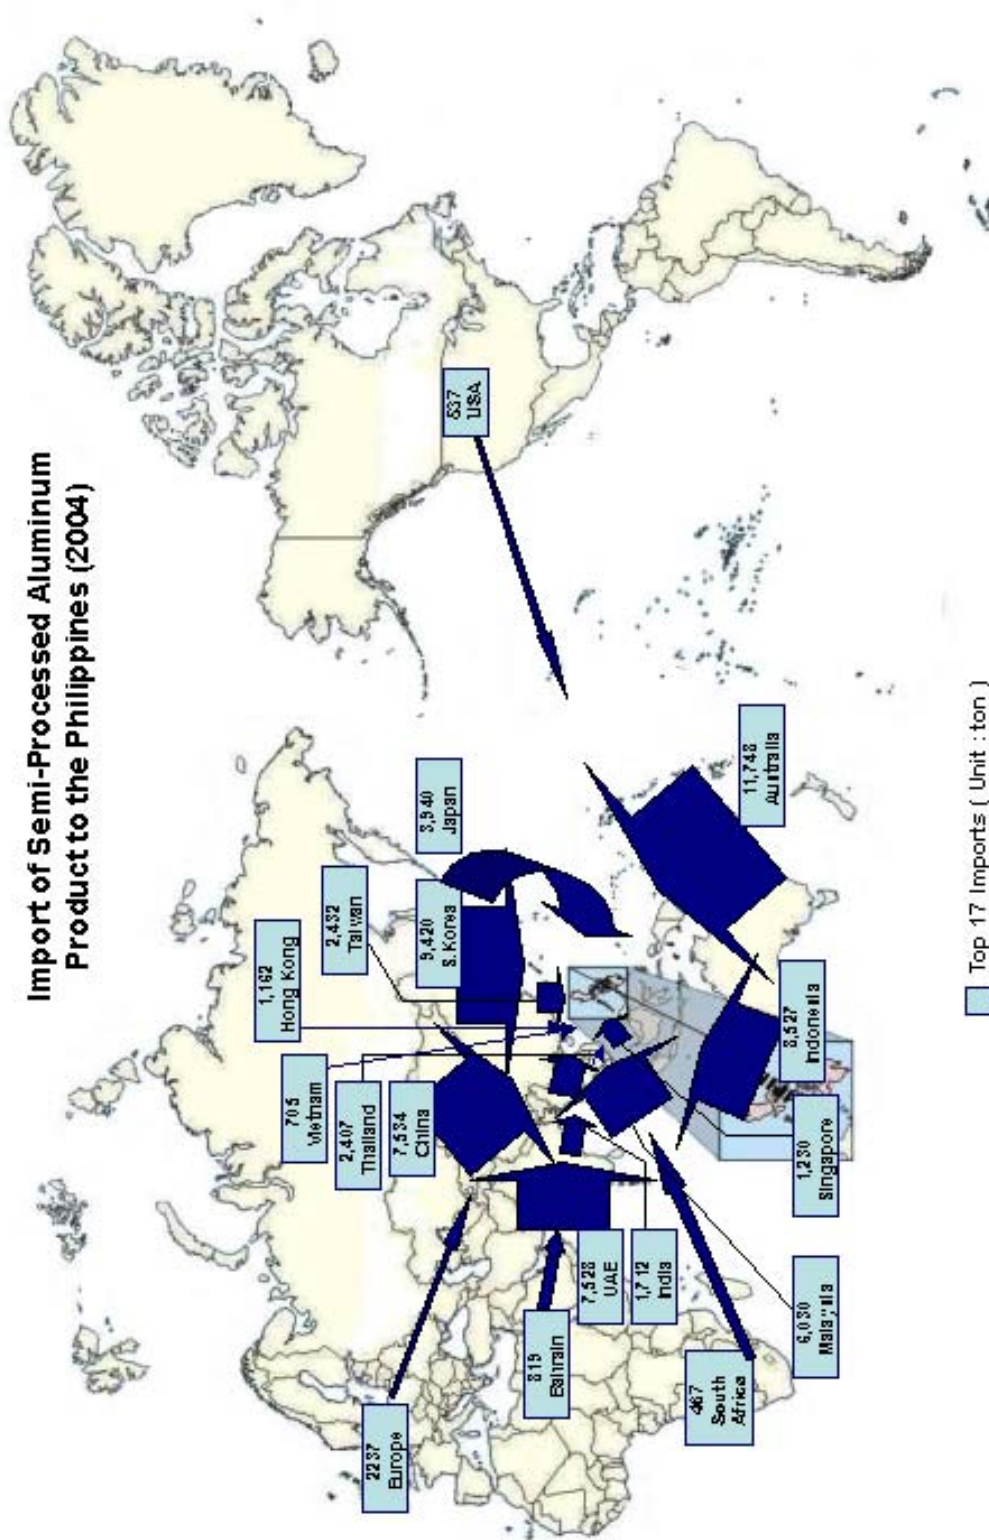 Import of Semi-Processed Aluminum
Product to the Philippines (2004)
1,162
Hong Kong
705
Vietnam
2,432
Taiwan
2,407
Thailand
2237
Europe
7,534
China
9,420
S.Korea
3,940
Japan
USA
819
Bahrain
7,528
UAE
1,712
India
467
South
Africa
11,748
Australia
8,527
Indonesia
1,230
Singapore
6,030
Malaysia
Top 17 Imports ( Unit : ton )